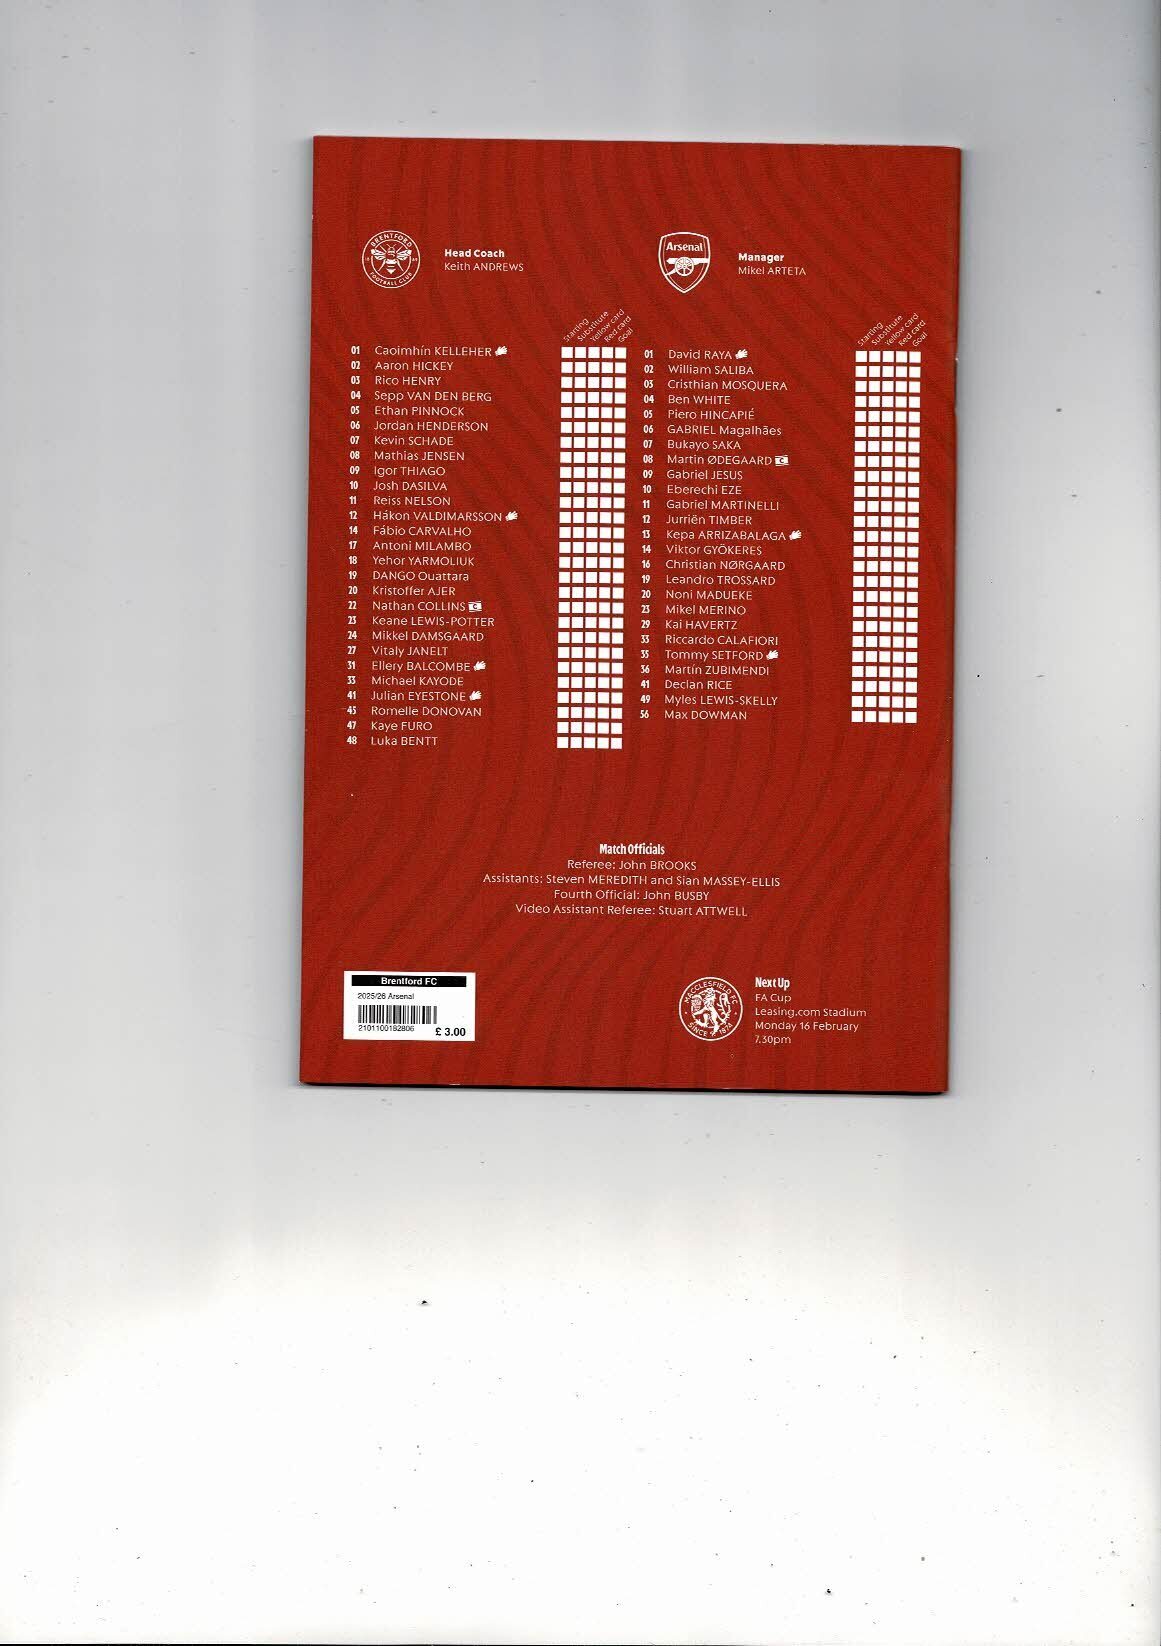 BRENTFORD
FOOTBALL CLUB
Head Coach
Keith ANDREWS
Starting
Substitute
Yellow card
Red card
Goal
01 Caoimhín KELLEHER
02 Aaron HICKEY
03 Rico HENRY
04 Sepp VAN DEN BERG
05 Ethan PINNOCK
06 Jordan HENDERSON
07 Kevin SCHADE
08 Mathias JENSEN
09 Igor THIAGO
10 Josh DASILVA
11 Reiss NELSON
12 Hákon VALDIMARSSON
14 Fábio CARVALHO
17 Antoni MILAMBO
18 Yehor YARMOLIUK
19 DANGO Ouattara
20 Kristoffer AJER
22 Nathan COLLINS C
23 Keane LEWIS-POTTER
24 Mikkel DAMSGAARD
27 Vitaly JANELT
31 Ellery BALCOMBE
33 Michael KAYODE
41 Julian EYESTONE
45 Romelle DONOVAN
47 Kaye FURO
48 Luka BENTT
Arsenal
Manager
Mikel ARTETA
Starting
Substitute
Yellow card
Red card
Goal
01 David RAYA
02 William SALIBA
03 Cristhian MOSQUERA
04 Ben WHITE
05 Piero HINCAPIÉ
06 GABRIEL Magalhães
07 Bukayo SAKA
08 Martin ØDEGAARD C
09 Gabriel JESUS
10 Eberechi EZE
11 Gabriel MARTINELLI
12 Jurriën TIMBER
13 Kepa ARRIZABALAGA
14 Viktor GYÖKERES
16 Christian NØRGAARD
19 Leandro TROSSARD
20 Noni MADUEKE
23 Mikel MERINO
29 Kai HAVERTZ
33 Riccardo CALAFIORI
35 Tommy SETFORD
36 Martín ZUBIMENDI
41 Declan RICE
49 Myles LEWIS-SKELLY
56 Max DOWMAN
Match Officials
Referee: John BROOKS
Assistants: Steven MEREDITH and Sian MASSEY-ELLIS
Fourth Official: John BUSBY
Video Assistant Referee: Stuart ATTWELL
Brentford FC
2025/26 Arsenal
2101100182806
£ 3.00
MACCLESFIELD FC
SINCE 1874
Next Up
FA Cup
Leasing.com Stadium
Monday 16 February
7.30pm